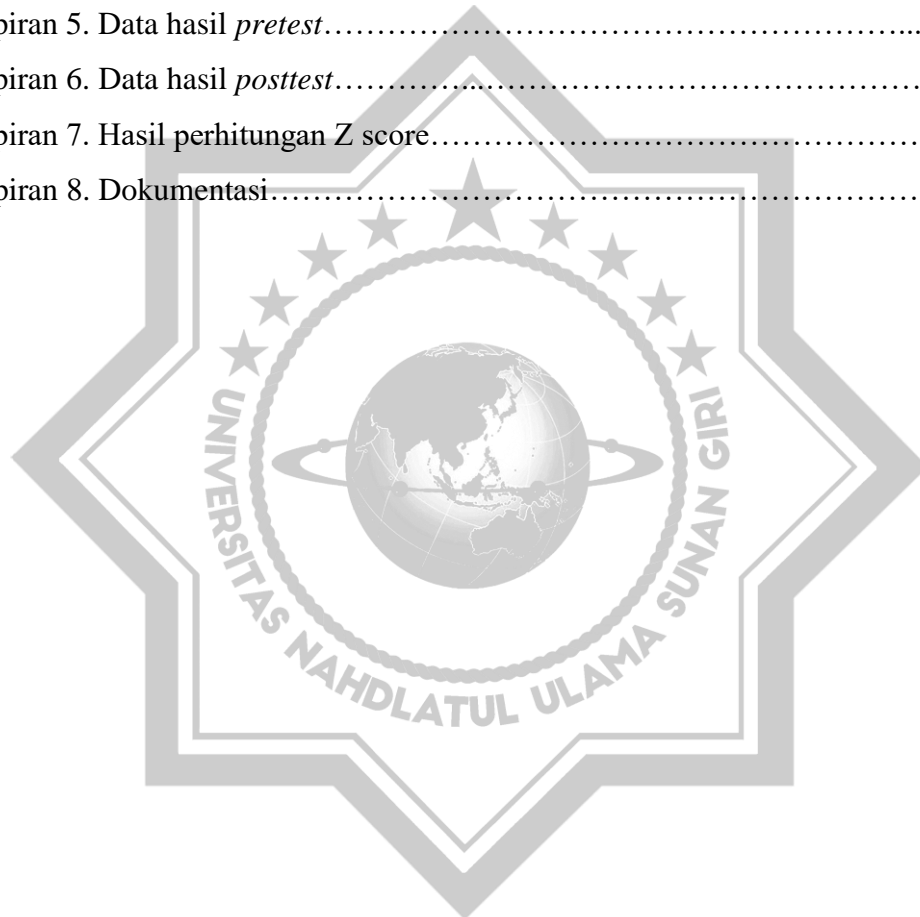 piran 5. Data hasil pretest…………………………………………………………...
piran 6. Data hasil posttest…………...……………………………………………
piran 7. Hasil perhitungan Z score…………………………………………………
piran 8. Dokumentasi………………………………………………………………
UNIVERSITAS NAHDLATUL ULAMA SUNAN GIRI